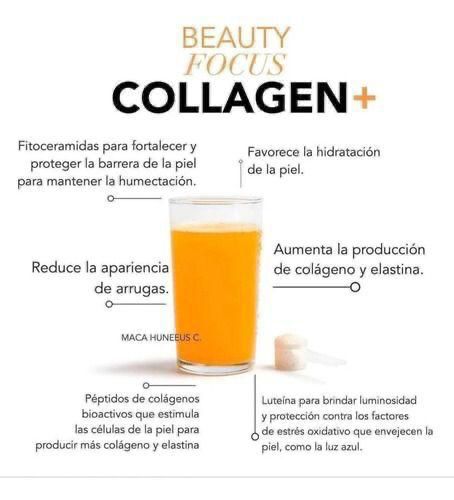 BEAUTY
FOCUS
COLLAGEN+
Fitoceramidas para fortalecer y
proteger la barrera de la piel
para mantener la humectación.
Favorece la hidratación
de la piel.
Reduce la apariencia
de arrugas.
Aumenta la producción
de colágeno y elastina.
MACA HUNEEUS C.
Péptidos de colágenos
bioactivos que estimula
las células de la piel para
producir más colágeno y elastina
Luteína para brindar luminosidad
y protección contra los factores
de estrés oxidativo que envejecen la
piel, como la luz azul.